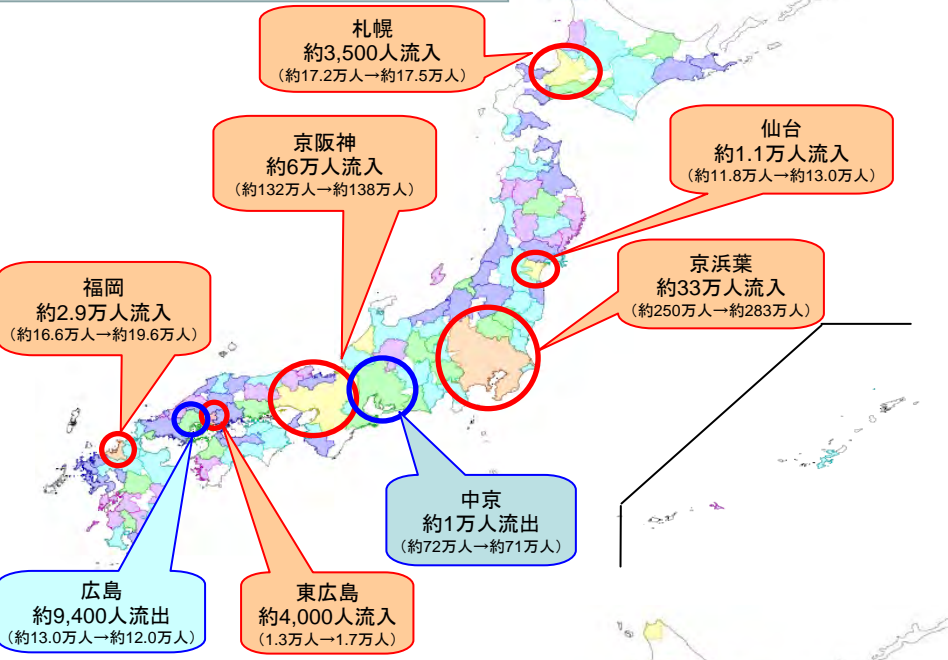 札幌
約3,500人流入
（約17.2万人→約17.5万人）
京阪神
約6万人流入
（約132万人→約138万人）
仙台
約1.1万人流入
（約11.8万人→約13.0万人）
京浜葉
約33万人流入
（約250万人→約283万人）
福岡
約2.9万人流入
（約16.6万人→約19.6万人）
中京
約1万人流出
（約72万人→約71万人）
広島
約9,400人流出
（約13.0万人→約12.0万人）
東広島
約4,000人流入
（1.3万人→1.7万人）